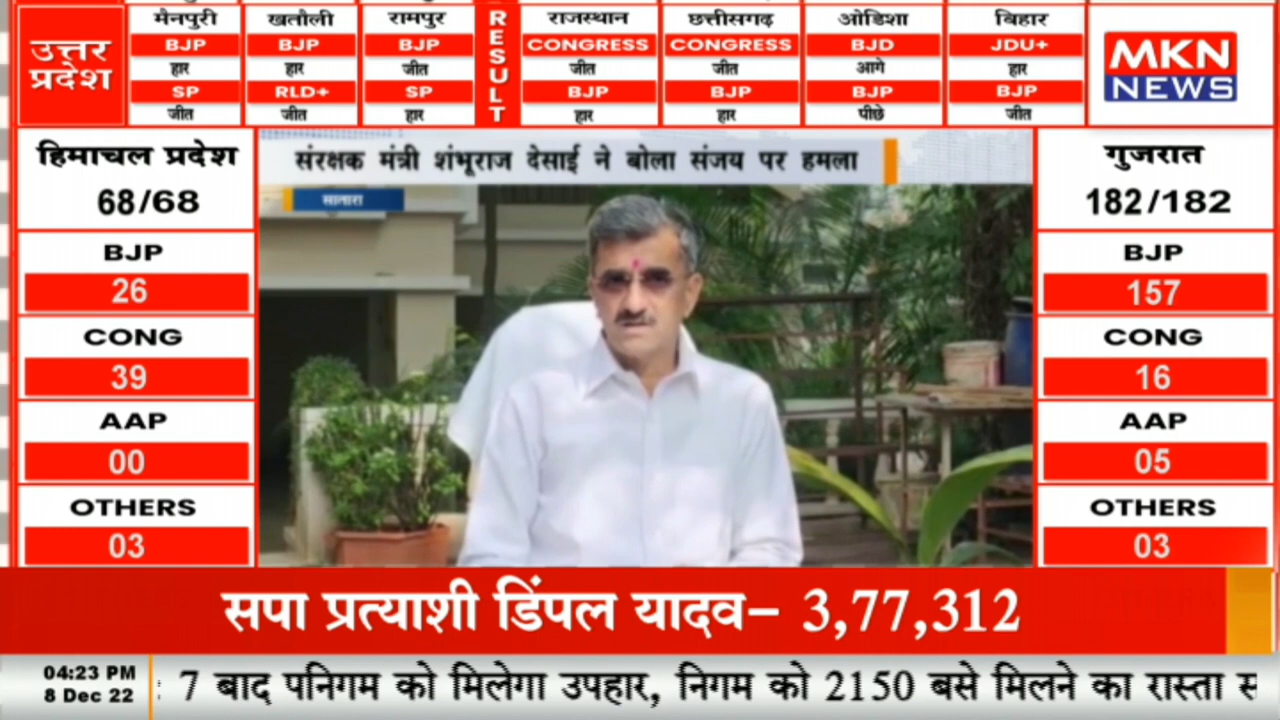 उत्तर
प्रदेश
मैनपुरी
BJP
हार
SP
जीत
खतौली
BJP
हार
RLD+
जीत
रामपुर
BJP
जीत
SP
हार
RESULT
राजस्थान
CONGRESS
जीत
BJP
हार
छत्तीसगढ़
CONGRESS
जीत
BJP
हार
ओडिशा
BJD
आगे
BJP
पीछे
बिहार
JDU+
हार
BJP
जीत
MKN
NEWS
हिमाचल प्रदेश
68/68
BJP
26
CONG
39
AAP
00
OTHERS
03
संरक्षक मंत्री शंभूराज देसाई ने बोला संजय पर हमला
सातारा
गुजरात
182/182
BJP
157
CONG
16
AAP
05
OTHERS
03
सपा प्रत्याशी डिंपल यादव– 3,77,312
04:23 PM
8 Dec 22
7 बाद पनिगम को मिलेगा उपहार, निगम को 2150 बसे मिलने का रास्ता